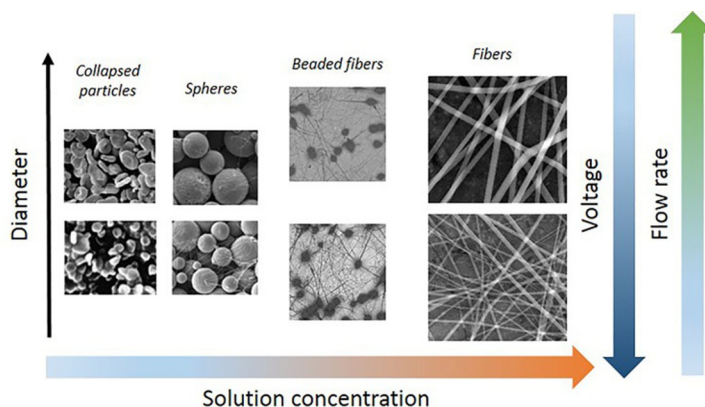 Collapsed
particles
Spheres
Beaded fibers
Fibers
Diameter
Voltage
Flow rate
Solution concentration